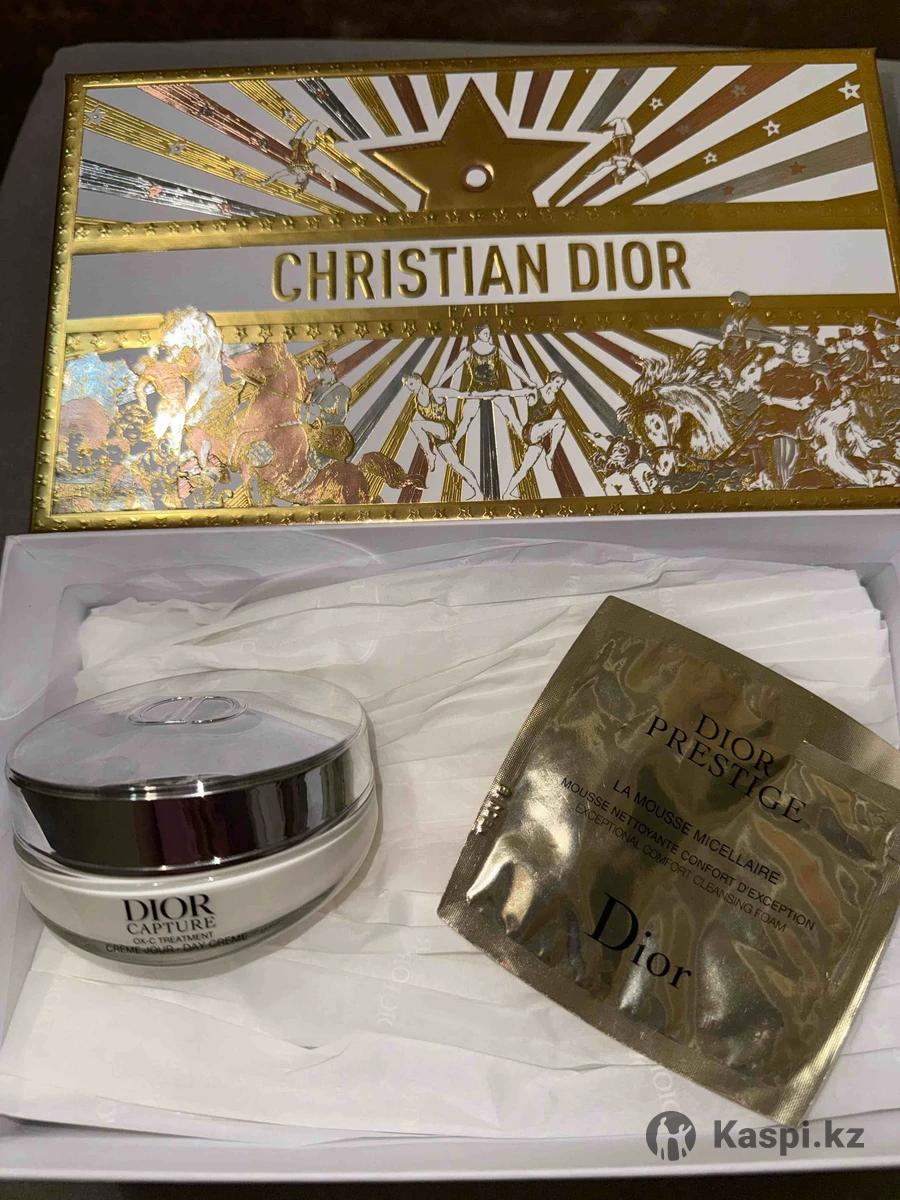 CHRISTIAN DIOR
PARIS
DIOR
CAPTURE
OX-C TREATMENT
CRÈME JOUR • DAY CREME
DIOR
PRESTIGE
LA MOUSSE MICELLAIRE
MOUSSE NETTOYANTE CONFORT D'EXCEPTION
EXCEPTIONAL COMFORT CLEANSING FOAM
Dior
Kaspi.kz